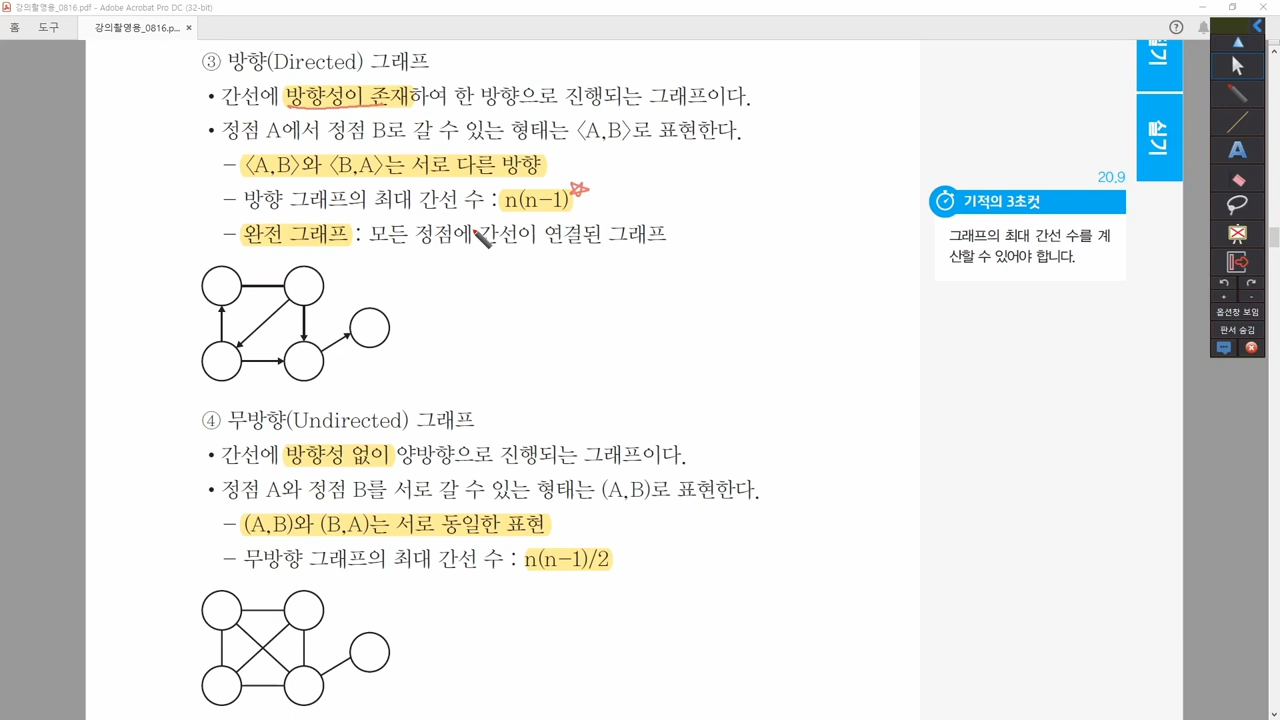 강의촬영용_0816.pdf - Adobe Acrobat Pro DC (32-bit)
홈 도구 강의촬영용_0816.p... ×
③ 방향(Directed) 그래프
• 간선에 방향성이 존재하여 한 방향으로 진행되는 그래프이다.
• 정점 A에서 정점 B로 갈 수 있는 형태는 〈A,B〉로 표현한다.
– 〈A,B〉와 〈B,A〉는 서로 다른 방향
– 방향 그래프의 최대 간선 수 : n(n-1)
– 완전 그래프 : 모든 정점에 간선이 연결된 그래프
④ 무방향(Undirected) 그래프
• 간선에 방향성 없이 양방향으로 진행되는 그래프이다.
• 정점 A와 정점 B를 서로 갈 수 있는 형태는 (A,B)로 표현한다.
– (A,B)와 (B,A)는 서로 동일한 표현
– 무방향 그래프의 최대 간선 수 : n(n-1)/2
20.9
기적의 3초컷
그래프의 최대 간선 수를 계
산할 수 있어야 합니다.
실기
A
옵션창 보임
판서 숨김